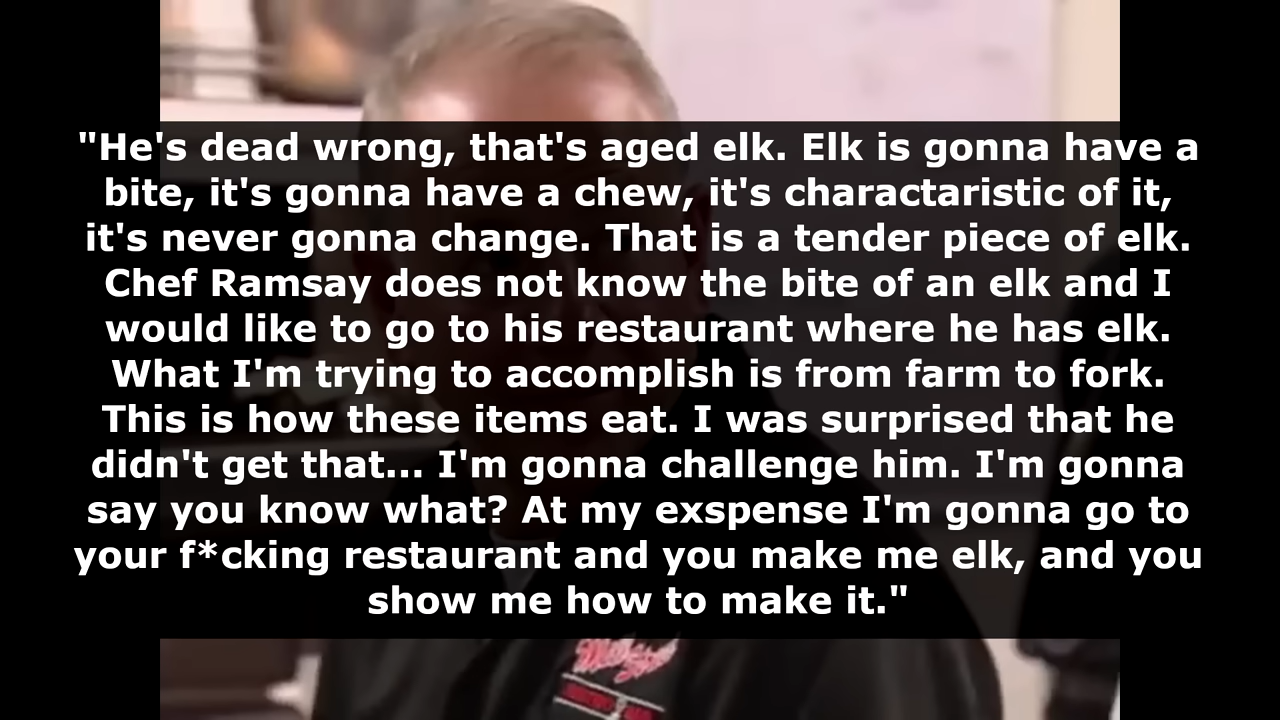 "He's dead wrong, that's aged elk. Elk is gonna have a
bite, it's gonna have a chew, it's charactaristic of it,
it's never gonna change. That is a tender piece of elk.
Chef Ramsay does not know the bite of an elk and I
would like to go to his restaurant where he has elk.
What I'm trying to accomplish is from farm to fork.
This is how these items eat. I was surprised that he
didn't get that... I'm gonna challenge him. I'm gonna
say you know what? At my exspense I'm gonna go to
your f*cking restaurant and you make me elk, and you
show me how to make it."